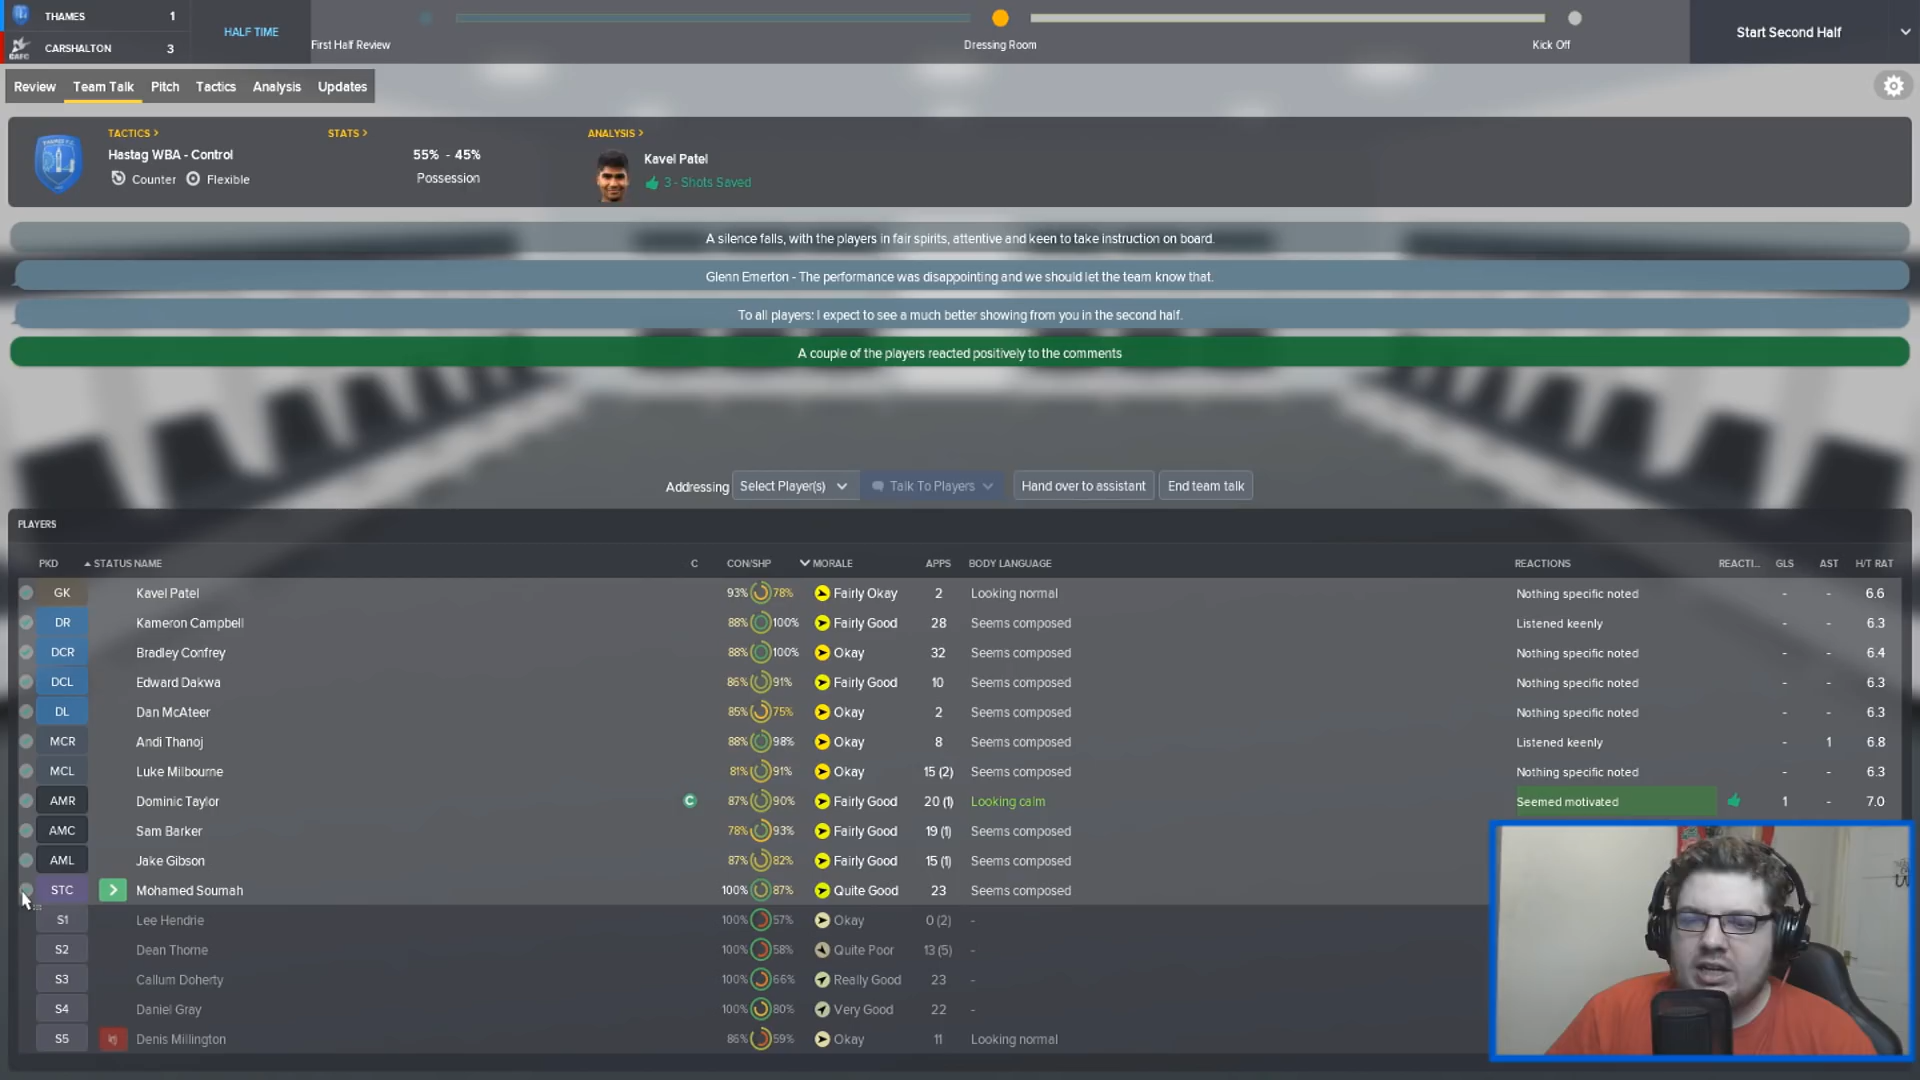 THAMES 1
CARSHALTON 3
HALF TIME
First Half Review
Dressing Room
Kick Off
Start Second Half
Review Team Talk Pitch Tactics Analysis Updates
TACTICS > STATS > ANALYSIS >
Hastag WBA - Control 55% - 45% Kavel Patel
Counter Flexible Possession 3 - Shots Saved
A silence falls, with the players in fair spirits, attentive and keen to take instruction on board.
Glenn Emerton - The performance was disappointing and we should let the team know that.
To all players: I expect to see a much better showing from you in the second half.
A couple of the players reacted positively to the comments
Addressing Select Player(s) Talk To Players Hand over to assistant End team talk
PLAYERS
PKD STATUS NAME C CON/SHP MORALE APPS BODY LANGUAGE REACTIONS REACTI... GLS AST H/T RAT
GK Kavel Patel 93% 78% Fairly Okay 2 Looking normal Nothing specific noted - - 6.6
DR Kameron Campbell 88% 100% Fairly Good 28 Seems composed Listened keenly - - 6.3
DCR Bradley Confrey 88% 100% Okay 32 Seems composed Nothing specific noted - - 6.4
DCL Edward Dakwa 86% 91% Fairly Good 10 Seems composed Nothing specific noted - - 6.3
DL Dan McAteer 85% 75% Okay 2 Seems composed Nothing specific noted - - 6.3
MCR Andi Thanoj 88% 98% Okay 8 Seems composed Listened keenly - 1 6.8
MCL Luke Milbourne 81% 91% Okay 15 (2) Seems composed Nothing specific noted - - 6.3
AMR Dominic Taylor C 87% 90% Fairly Good 20 (1) Looking calm Seemed motivated 1 - 7.0
AMC Sam Barker 78% 93% Fairly Good 19 (1) Seems composed
AML Jake Gibson 87% 82% Fairly Good 15 (1) Seems composed
STC Mohamed Soumah 100% 87% Quite Good 23 Seems composed
S1 Lee Hendrie 100% 57% Okay 0 (2) -
S2 Dean Thorne 100% 58% Quite Poor 13 (5) -
S3 Callum Doherty 100% 66% Really Good 23 -
S4 Daniel Gray 100% 80% Very Good 22 -
S5 Denis Millington 86% 59% Okay 11 Looking normal